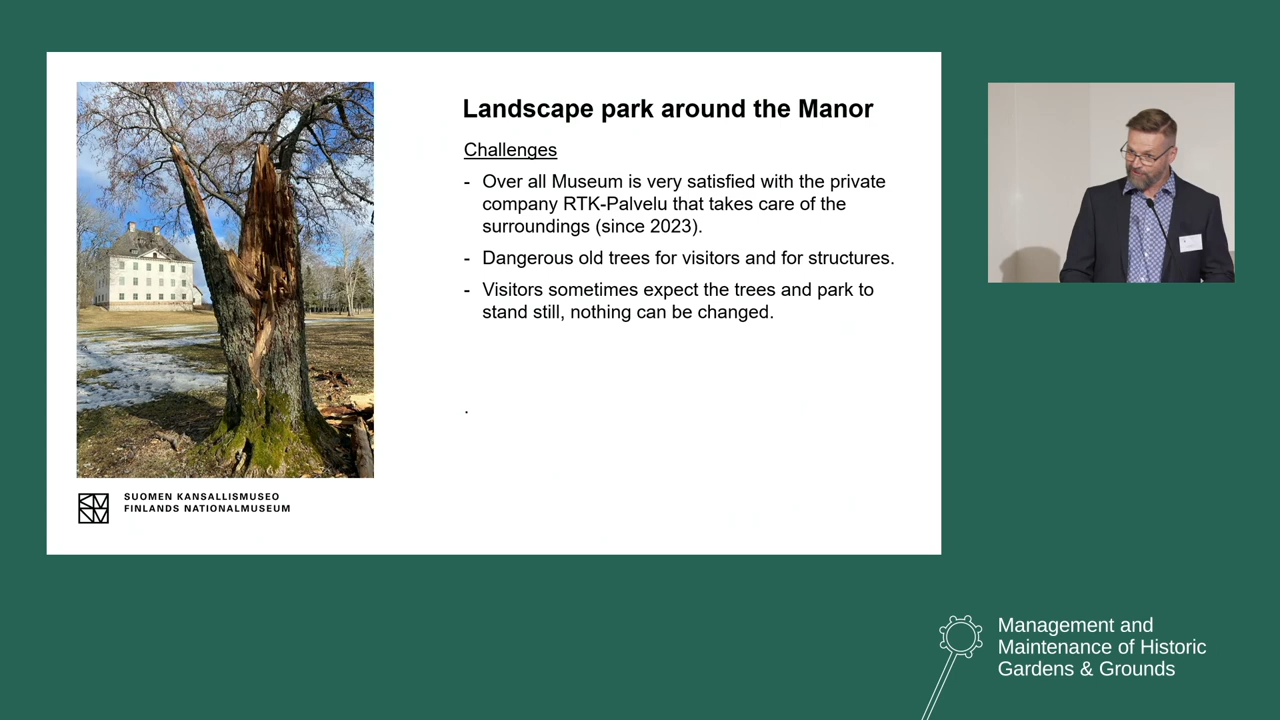 Landscape park around the Manor
Challenges
- Over all Museum is very satisfied with the private
company RTK-Palvelu that takes care of the
surroundings (since 2023).
- Dangerous old trees for visitors and for structures.
- Visitors sometimes expect the trees and park to
stand still, nothing can be changed.
.
SUOMEN KANSALLISMUSEO
FINLANDS NATIONALMUSEUM
Management and
Maintenance of Historic
Gardens & Grounds